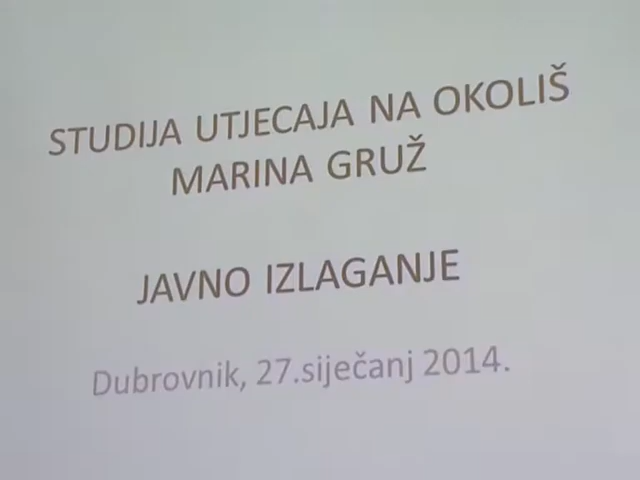 STUDIJA UTJECAJA NA OKOLIŠ
MARINA GRUŽ
JAVNO IZLAGANJE
Dubrovnik, 27.siječanj 2014.